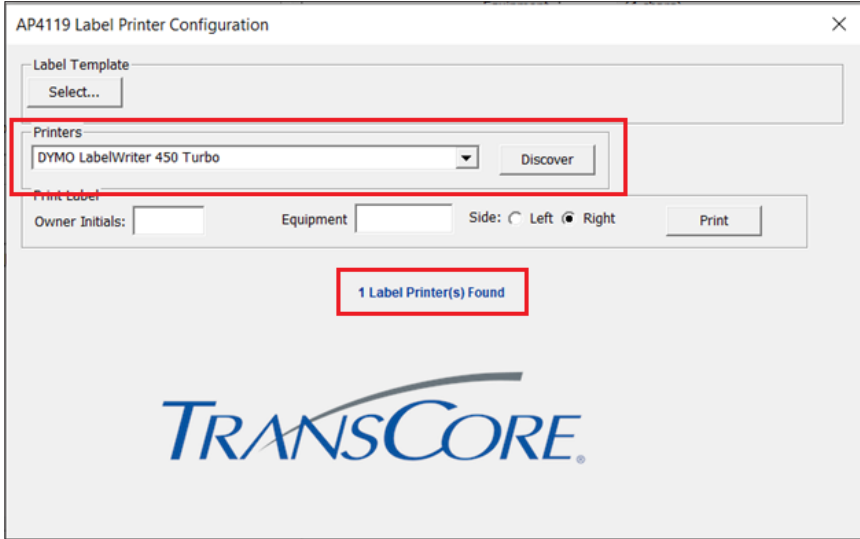 AP4119 Label Printer Configuration
Label Template
Select...
Printers
DYMO LabelWriter 450 Turbo
Discover
Print Label
Owner Initials:
Equipment
Side: Left Right
Print
1 Label Printer(s) Found
TRANSCORE®